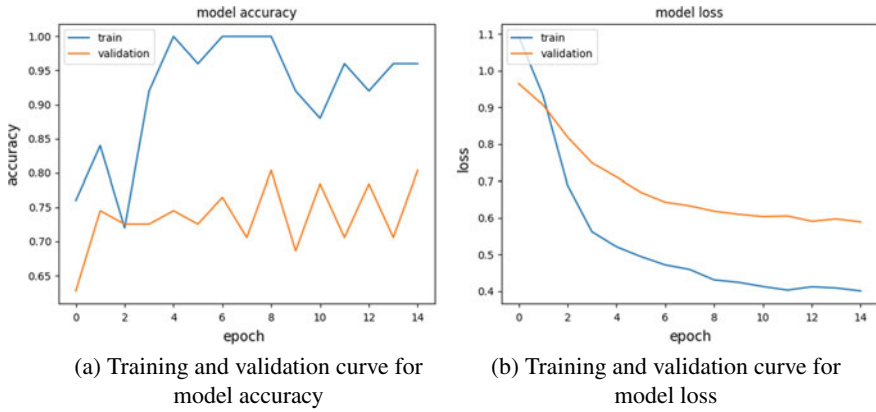 model accuracy
train
validation
1.00
0.95
0.90
0.85
0.80
0.75
0.70
0.65
accuracy
0 2 4 6 8 10 12 14
epoch
(a) Training and validation curve for
model accuracy
model loss
train
validation
1.1
1.0
0.9
0.8
0.7
0.6
0.5
0.4
loss
0 2 4 6 8 10 12 14
epoch
(b) Training and validation curve for
model loss